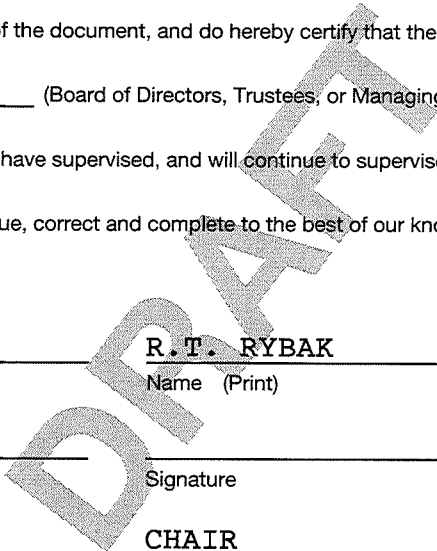 of the document, and do hereby certify that the
(Board of Directors, Trustees, or Managing
have supervised, and will continue to supervise
ue, correct and complete to the best of our kno
R.T. RYBAK
Name (Print)
Signature
CHAIR
DRAFT